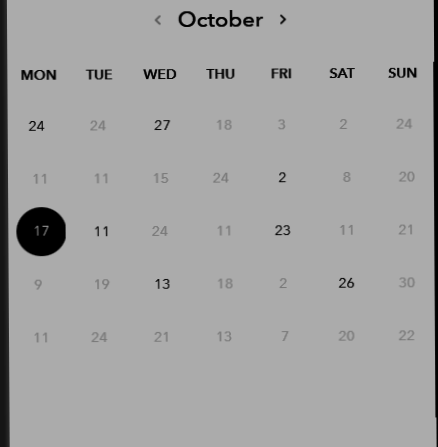 ‹ October ›
MON TUE WED THU FRI SAT SUN
24 24 27 18 3 2 24
11 11 15 24 2 8 20
17 11 24 11 23 11 21
9 19 13 18 2 26 30
11 24 21 13 7 20 22